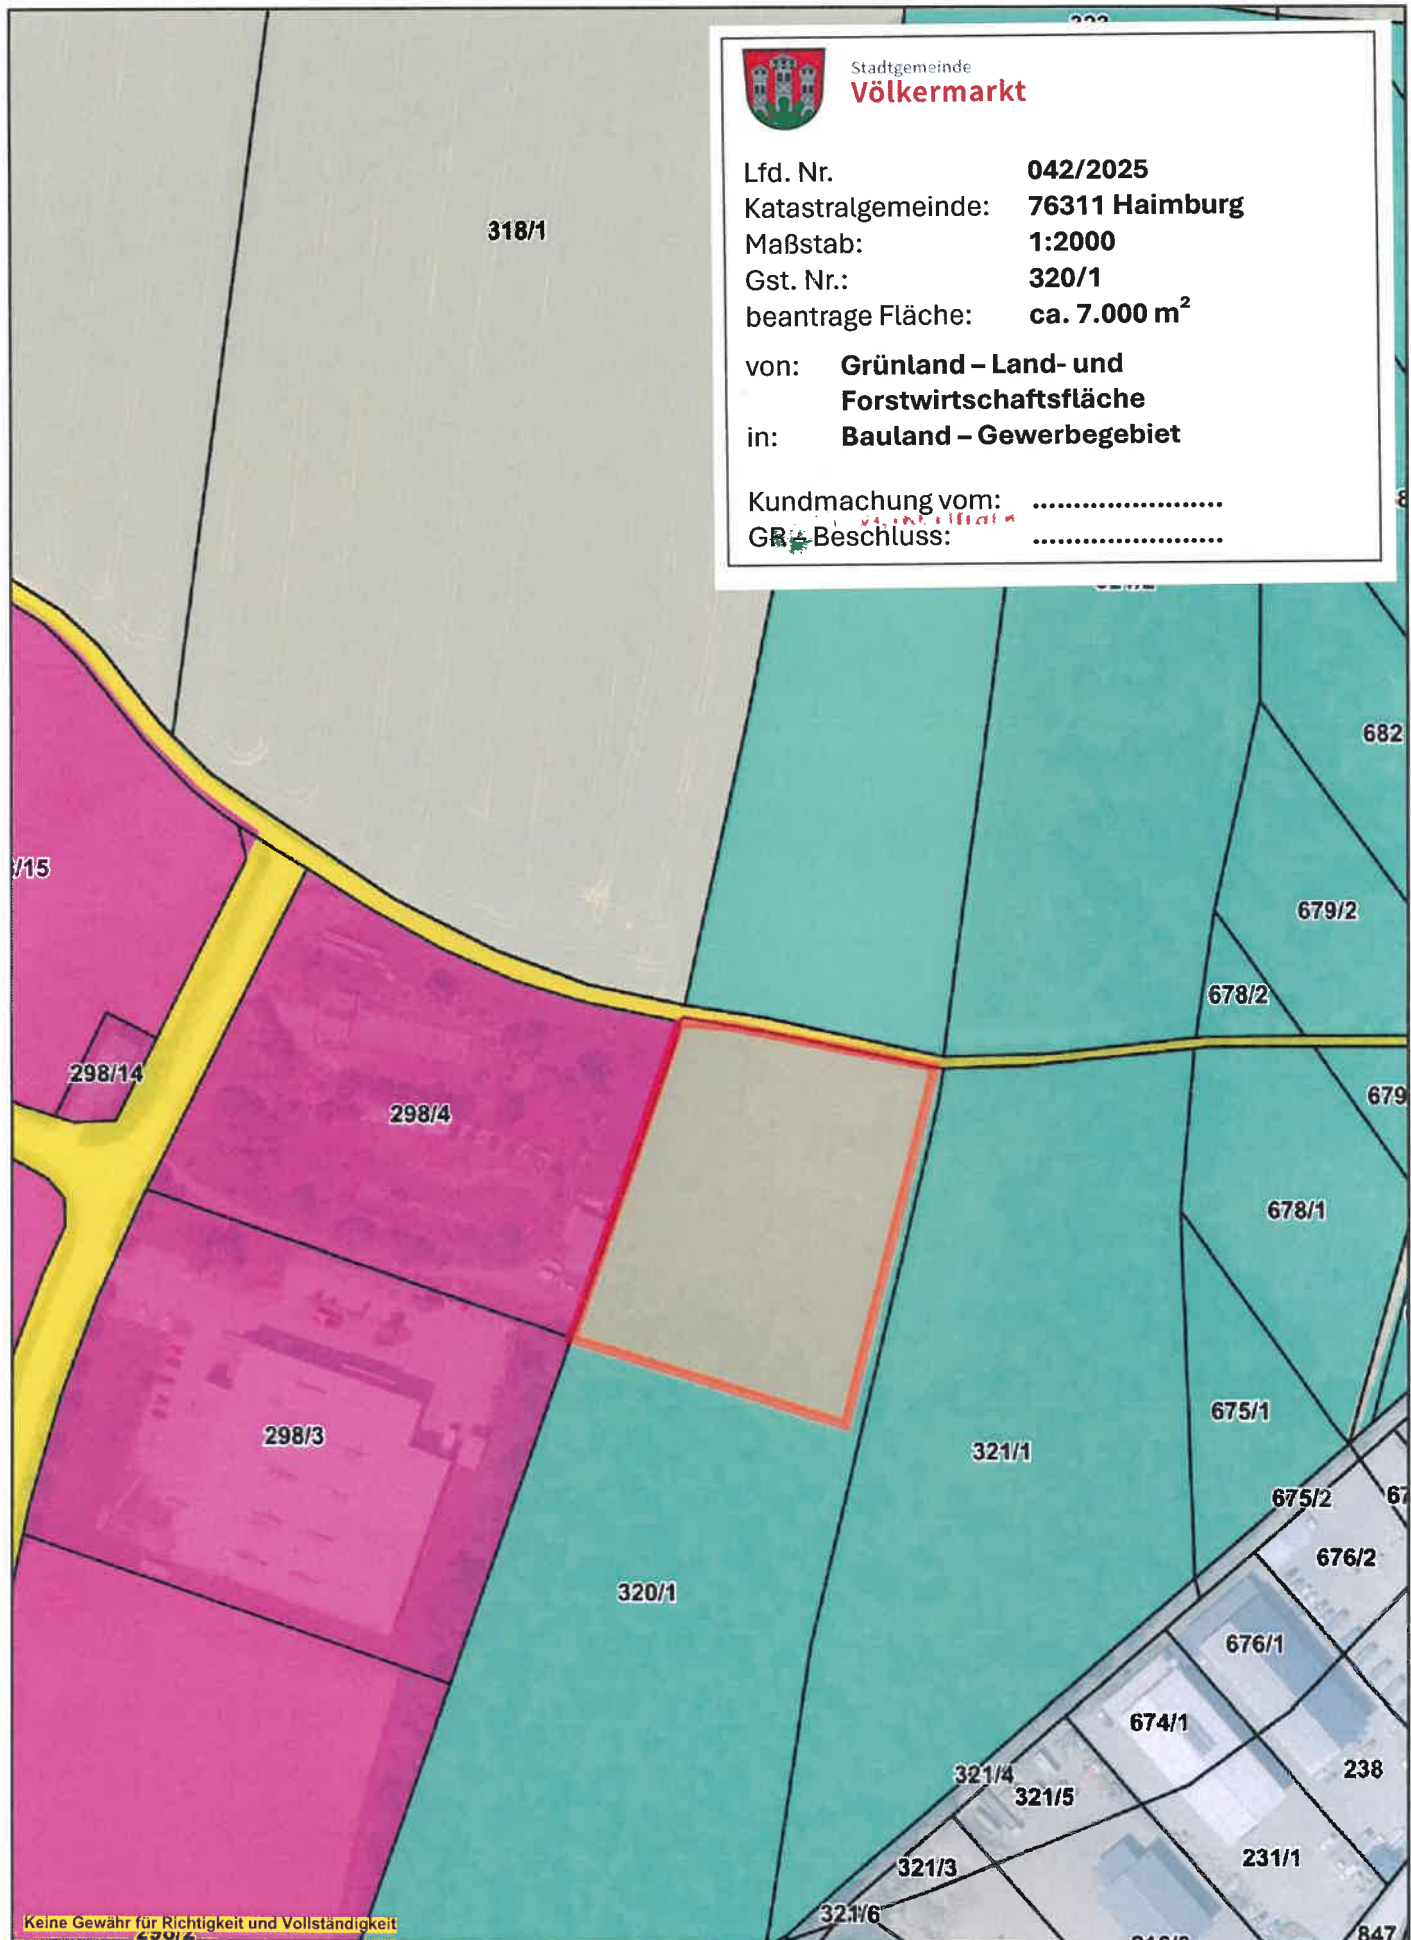 Stadtgemeinde
Völkermarkt
Lfd. Nr. 042/2025
Katastralgemeinde: 76311 Haimburg
Maßstab: 1:2000
Gst. Nr.: 320/1
beantrage Fläche: ca. 7.000 m²
von: Grünland – Land- und
Forstwirtschaftsfläche
in: Bauland – Gewerbegebiet
Kundmachung vom: ........................
GR – Beschluss: ........................
318/1
682
/15
679/2
678/2
298/14
298/4
679
678/1
675/1
298/3
321/1
675/2
67
676/2
320/1
676/1
674/1
238
321/4
321/5
231/1
321/3
321/6
847
Keine Gewähr für Richtigkeit und Vollständigkeit